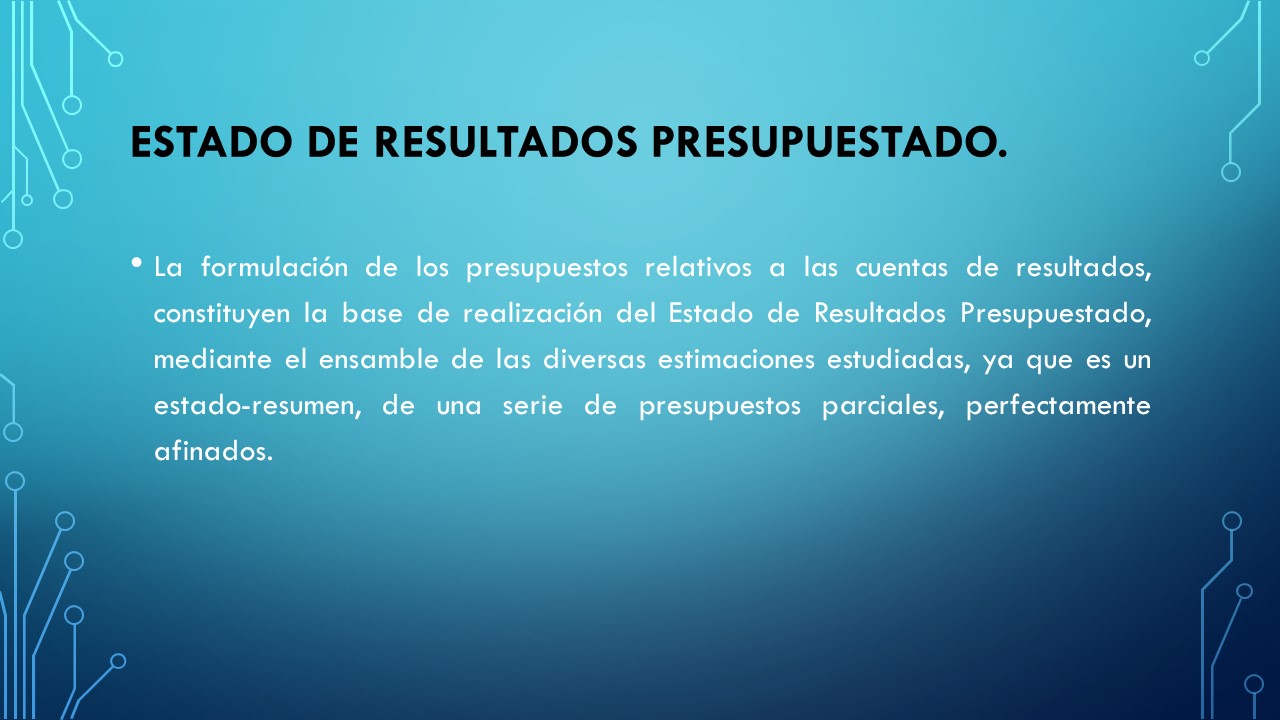 ESTADO DE RESULTADOS PRESUPUESTADO.
• La formulación de los presupuestos relativos a las cuentas de resultados,
constituyen la base de realización del Estado de Resultados Presupuestado,
mediante el ensamble de las diversas estimaciones estudiadas, ya que es un
estado-resumen, de una serie de presupuestos parciales, perfectamente
afinados.